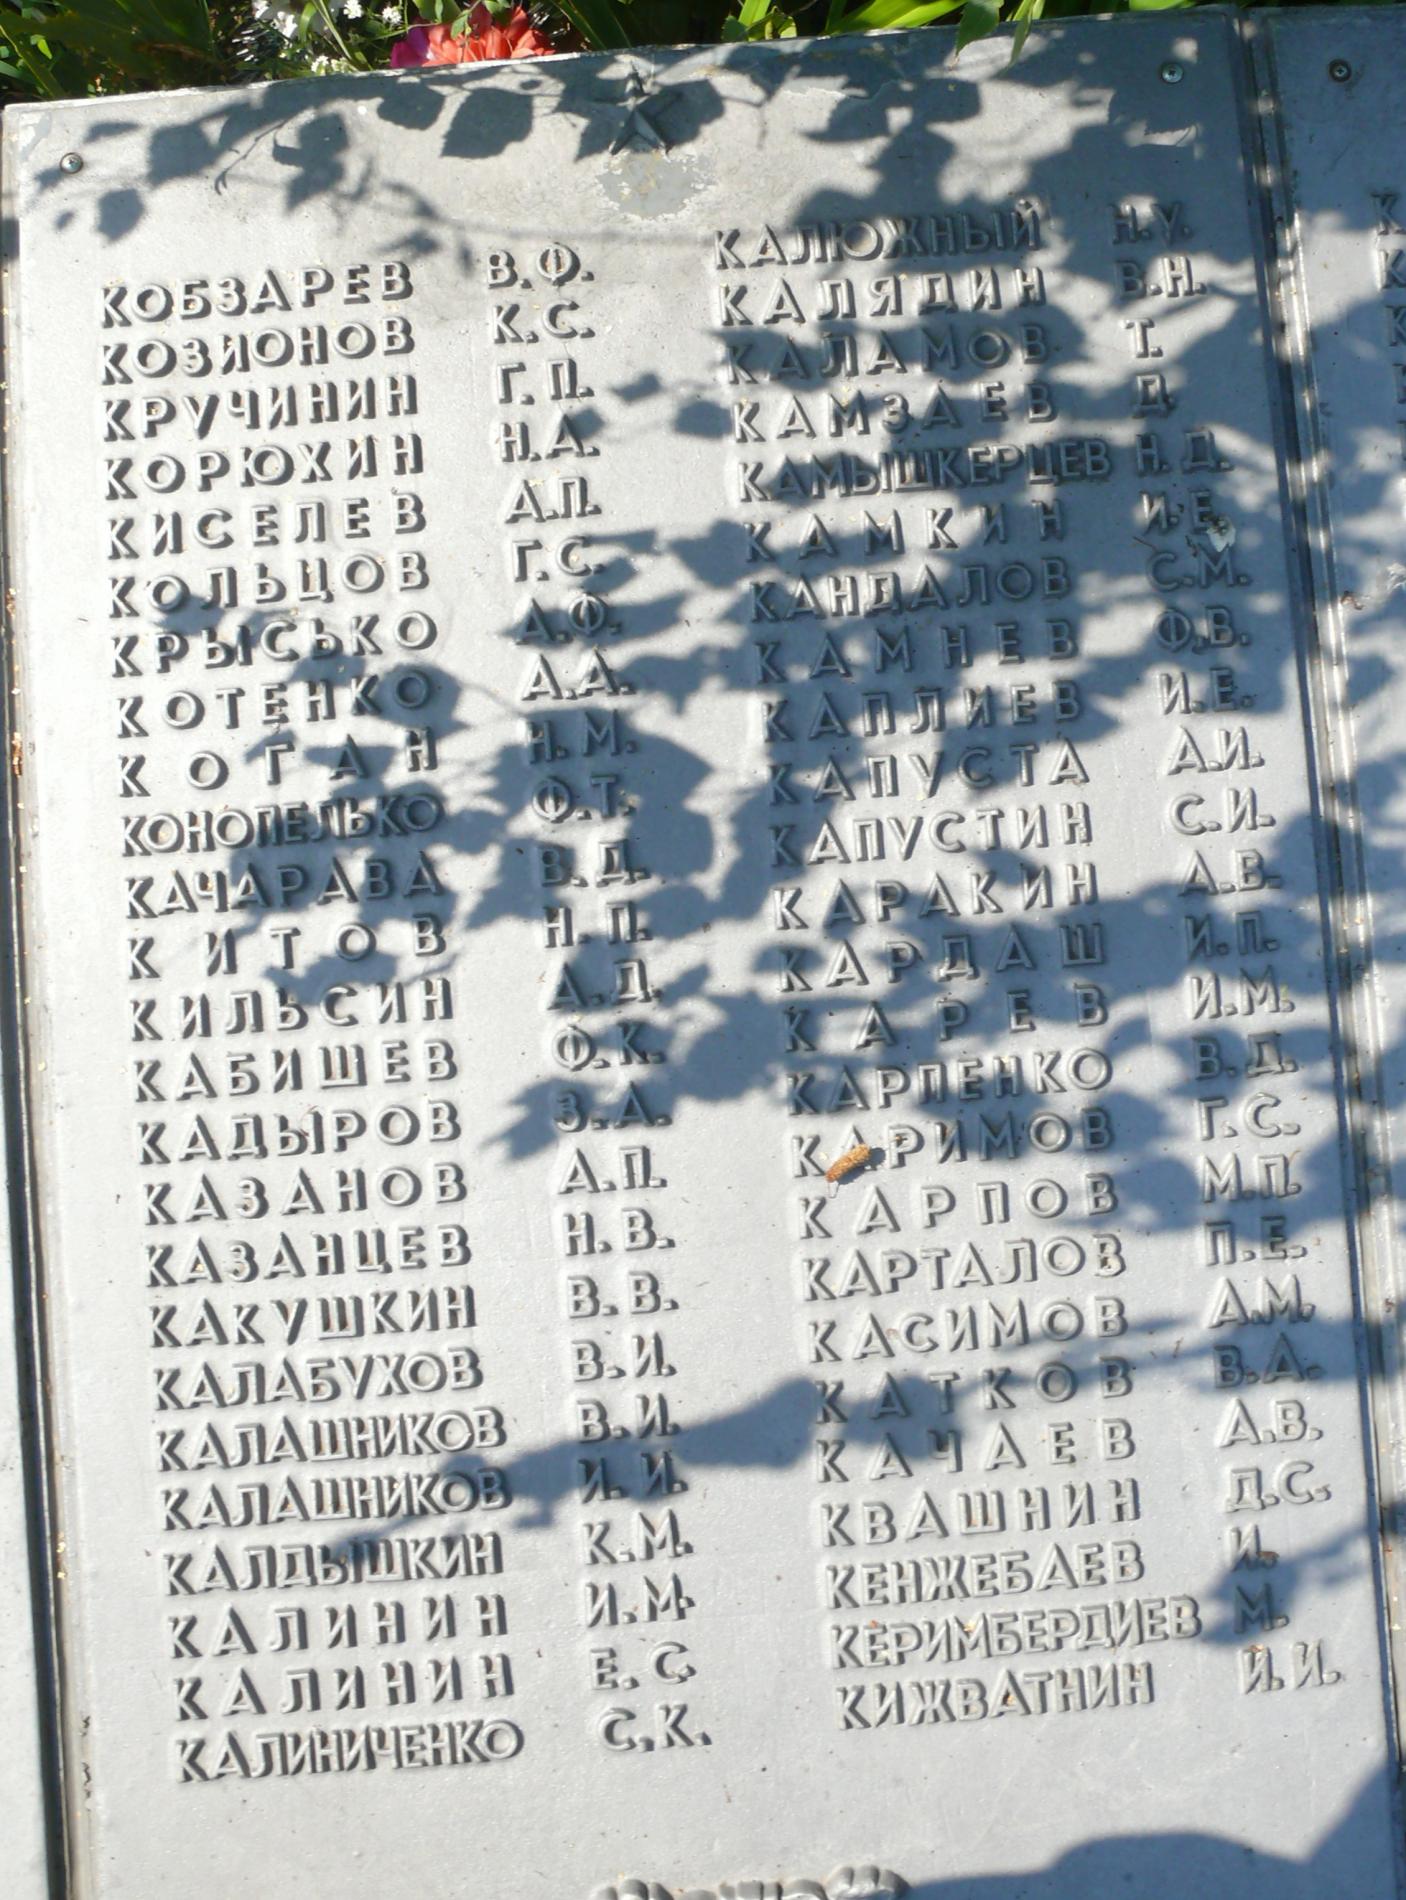 КОБЗАРЕВ В.Ф.
КОЗИОНОВ К.С.
КРУЧИНИН Г.П.
КОРЮХИН Н.А.
КИСЕЛЕВ А.П.
КОЛЬЦОВ Г.С.
КРЫСЬКО А.Ф.
КОТЕНКО А.А.
КОГАН Н.М.
КОНОПЕЛЬКО Ф.Т.
КАЧАРАВА В.Д.
КИТОВ Н.П.
КИЛЬСИН А.Д.
КАБИШЕВ Ф.К.
КАДЫРОВ З.А.
КАЗАНОВ А.П.
КАЗАНЦЕВ Н.В.
КАКУШКИН В.В.
КАЛАБУХОВ В.И.
КАЛАШНИКОВ В.И.
КАЛАШНИКОВ И.И.
КАЛДЫШКИН К.М.
КАЛИНИН И.М.
КАЛИНИН Е.С.
КАЛИНИЧЕНКО С.К.
КАЛЮЖНЫЙ Н.У.
КАЛЯДИН В.Н.
КАЛАМОВ Т.
КАМЗАЕВ Д.
КАМЫШКЕРЦЕВ Н.Д.
КАМКИН И.Е.
КАНДАЛОВ С.М.
КАМНЕВ Ф.В.
КАПЛИЕВ И.Е.
КАПУСТА А.И.
КАПУСТИН С.И.
КАРАКИН А.В.
КАРДАШ И.П.
КАРЕВ И.М.
КАРПЕНКО В.Д.
КАРИМОВ Г.С.
КАРПОВ М.П.
КАРТАЛОВ П.Е.
КАСИМОВ А.М.
КАТКОВ В.А.
КАЧАЕВ А.В.
КВАШНИН Д.С.
КЕНЖЕБАЕВ И.
КЕРИМБЕРДИЕВ М.
КИЖВАТНИН И.И.